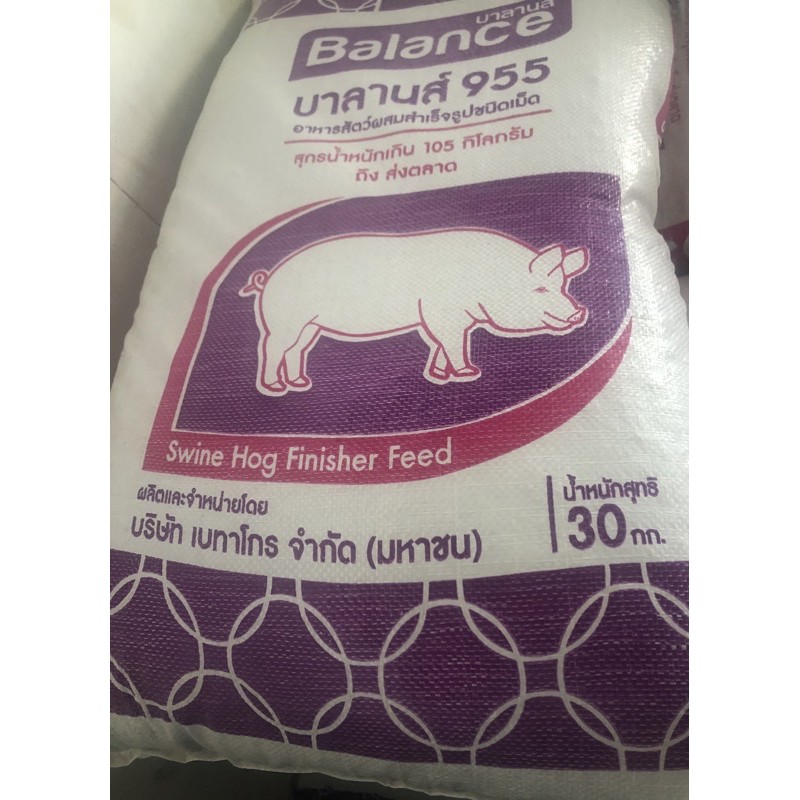 บาลานส์
Balance
บาลานส์ 955
อาหารสัตว์ผสมสำเร็จรูปชนิดเม็ด
สุกรน้ำหนักเกิน 105 กิโลกรัม
ถึง ส่งตลาด
Swine Hog Finisher Feed
ผลิตและจำหน่ายโดย
บริษัท เบทาโกร จำกัด (มหาชน)
น้ำหนักสุทธิ
30 กก.